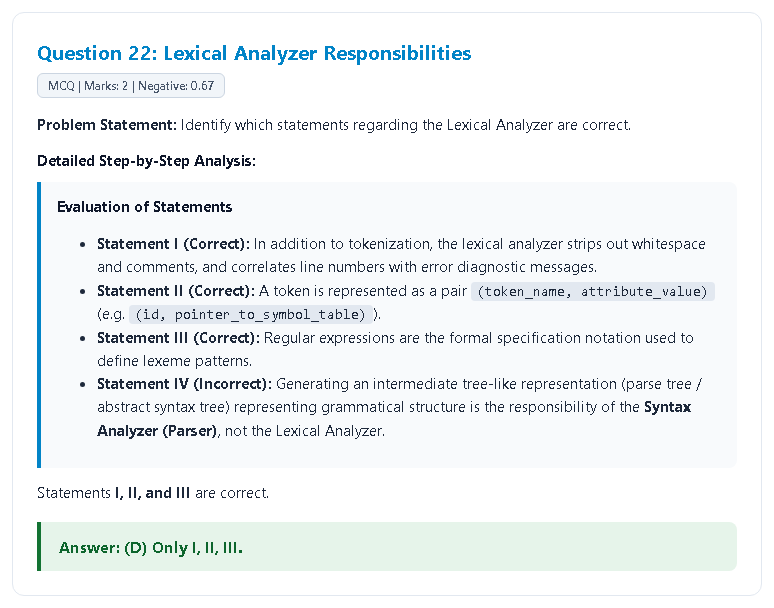 Question 22: Lexical Analyzer Responsibilities
MCQ | Marks: 2 | Negative: 0.67
Problem Statement: Identify which statements regarding the Lexical Analyzer are correct.
Detailed Step-by-Step Analysis:
Evaluation of Statements
• Statement I (Correct): In addition to tokenization, the lexical analyzer strips out whitespace
and comments, and correlates line numbers with error diagnostic messages.
• Statement II (Correct): A token is represented as a pair (token_name, attribute_value)
(e.g. (id, pointer_to_symbol_table) ).
• Statement III (Correct): Regular expressions are the formal specification notation used to
define lexeme patterns.
• Statement IV (Incorrect): Generating an intermediate tree-like representation (parse tree /
abstract syntax tree) representing grammatical structure is the responsibility of the Syntax
Analyzer (Parser), not the Lexical Analyzer.
Statements I, II, and III are correct.
Answer: (D) Only I, II, III.